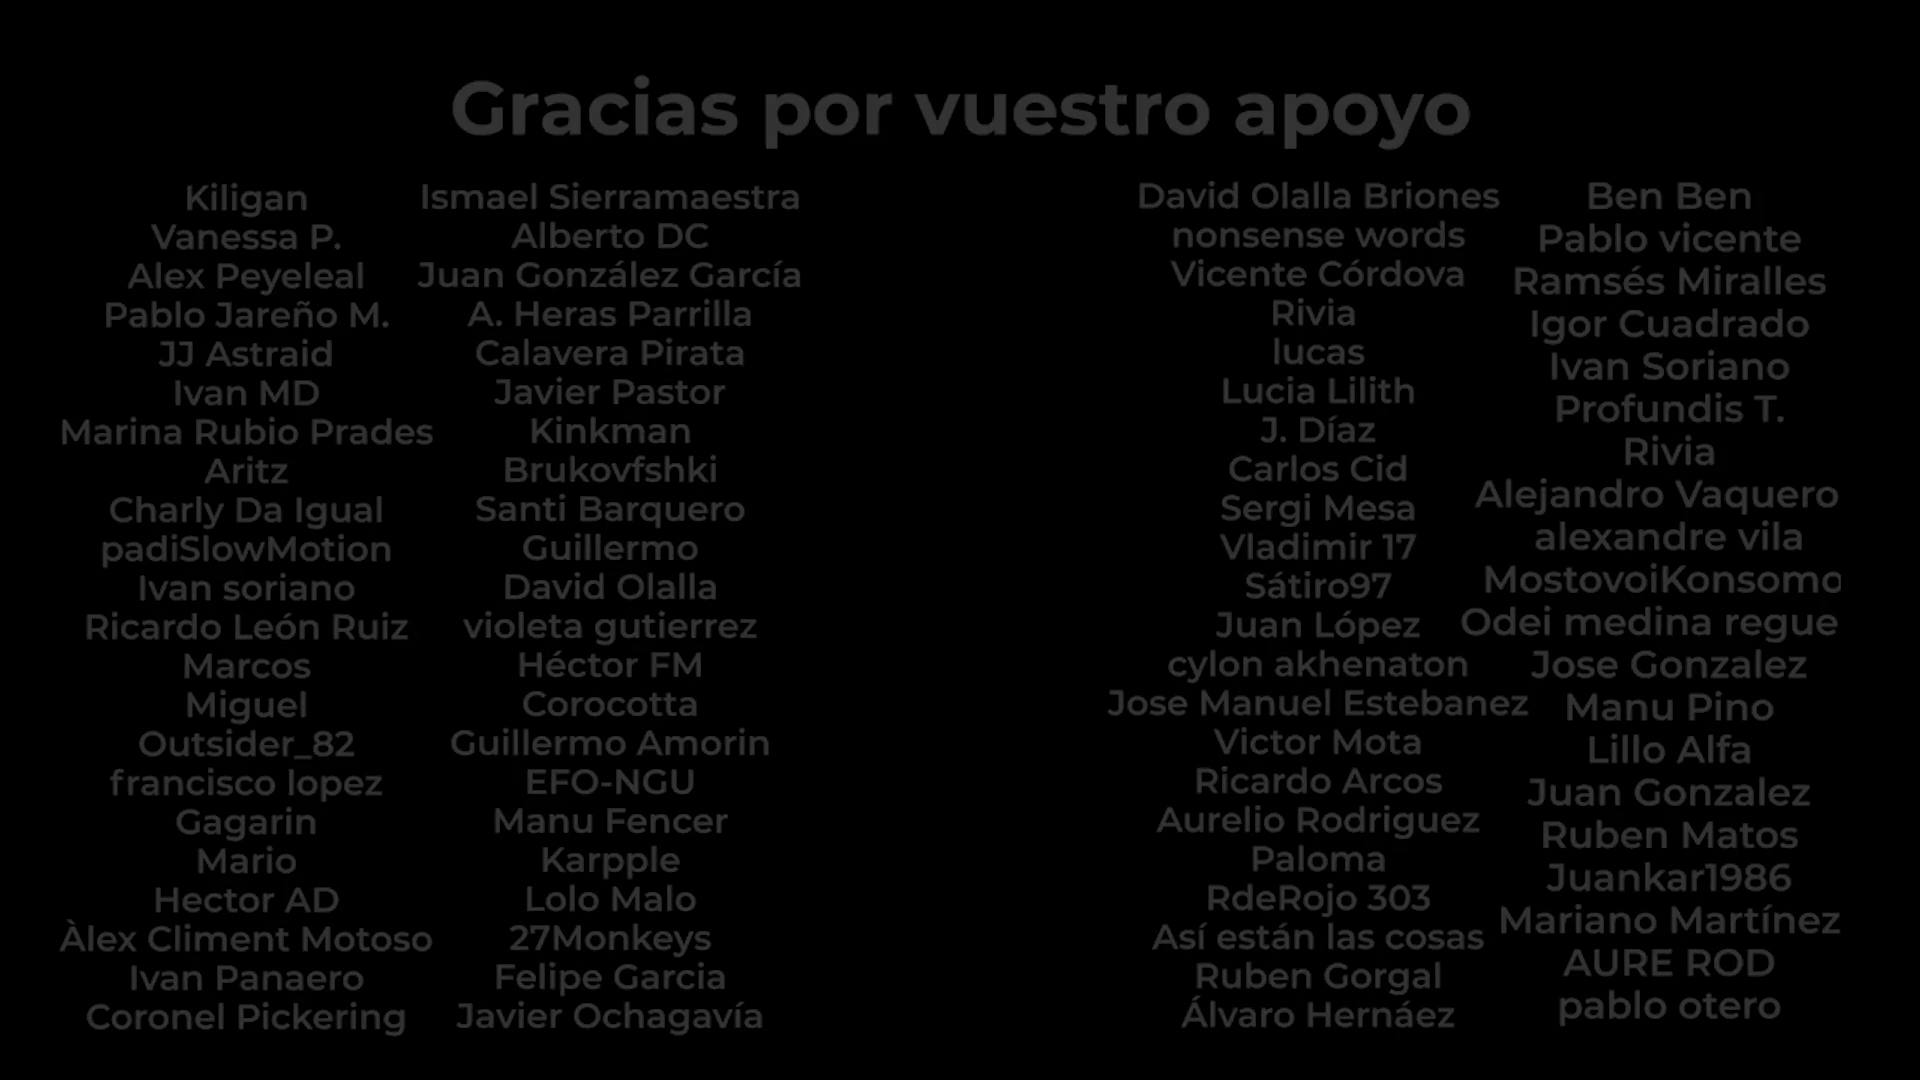 Gracias por vuestro apoyo
Kiligan
Vanessa P.
Alex Peyeleal
Pablo Jareño M.
JJ Astraid
Ivan MD
Marina Rubio Prades
Aritz
Charly Da Igual
padiSlowMotion
Ivan soriano
Ricardo León Ruiz
Marcos
Miguel
Outsider_82
francisco lopez
Gagarin
Mario
Hector AD
Àlex Climent Motoso
Ivan Panaero
Coronel Pickering
Ismael Sierramaestra
Alberto DC
Juan González García
A. Heras Parrilla
Calavera Pirata
Javier Pastor
Kinkman
Brukovfshki
Santi Barquero
Guillermo
David Olalla
violeta gutierrez
Héctor FM
Corocotta
Guillermo Amorin
EFO-NGU
Manu Fencer
Karpple
Lolo Malo
27Monkeys
Felipe Garcia
Javier Ochagavía
David Olalla Briones
nonsense words
Vicente Córdova
Rivia
lucas
Lucia Lilith
J. Díaz
Carlos Cid
Sergi Mesa
Vladimir 17
Sátiro97
Juan López
cylon akhenaton
Jose Manuel Estebanez
Victor Mota
Ricardo Arcos
Aurelio Rodriguez
Paloma
RdeRojo 303
Así están las cosas
Ruben Gorgal
Álvaro Hernáez
Ben Ben
Pablo vicente
Ramsés Miralles
Igor Cuadrado
Ivan Soriano
Profundis T.
Rivia
Alejandro Vaquero
alexandre vila
MostovoiKonsomo
Odei medina regue
Jose Gonzalez
Manu Pino
Lillo Alfa
Juan Gonzalez
Ruben Matos
Juankar1986
Mariano Martínez
AURE ROD
pablo otero